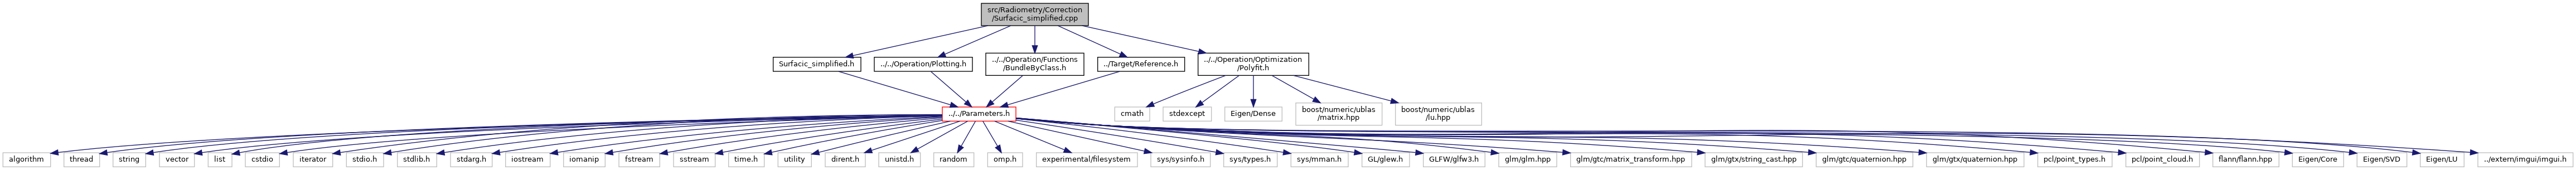 src/Radiometry/Correction
/Surfacic_simplified.cpp
Surfacic_simplified.h
../../Operation/Plotting.h
../../Operation/Functions
/BundleByClass.h
../Target/Reference.h
../../Operation/Optimization
/Polyfit.h
../../Parameters.h
cmath
stdexcept
Eigen/Dense
boost/numeric/ublas
/matrix.hpp
boost/numeric/ublas
/lu.hpp
algorithm
thread
string
vector
list
cstdio
iterator
stdio.h
stdlib.h
stdarg.h
iostream
iomanip
fstream
sstream
time.h
utility
dirent.h
unistd.h
random
omp.h
experimental/filesystem
sys/sysinfo.h
sys/types.h
sys/mman.h
GL/glew.h
GLFW/glfw3.h
glm/glm.hpp
glm/gtc/matrix_transform.hpp
glm/gtx/string_cast.hpp
glm/gtc/quaternion.hpp
glm/gtx/quaternion.hpp
pcl/point_types.h
pcl/point_cloud.h
flann/flann.hpp
Eigen/Core
Eigen/SVD
Eigen/LU
../extern/imgui/imgui.h